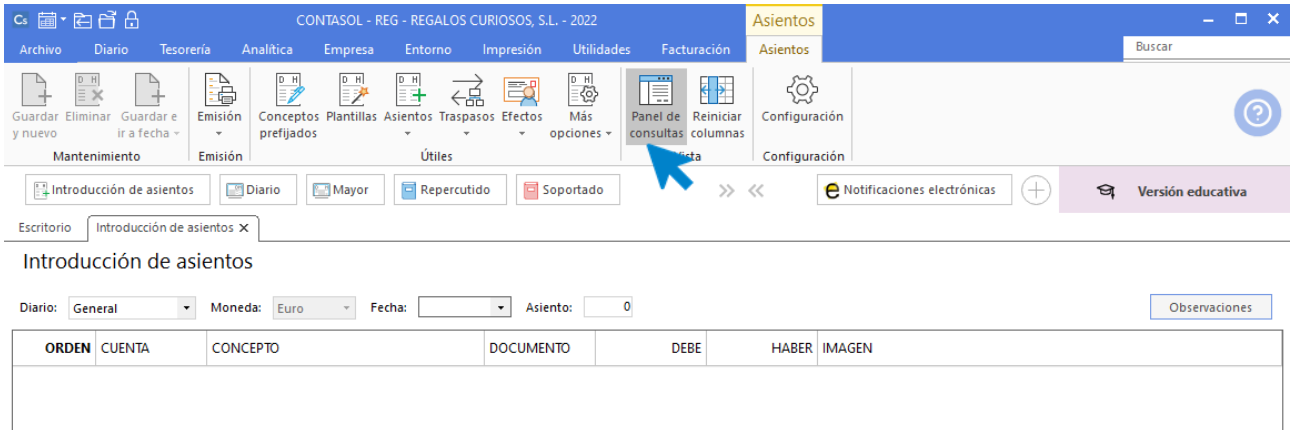 Cs CONTASOL - REG - REGALOS CURIOSOS, S.L. - 2022 Asientos
Archivo Diario Tesorería Analítica Empresa Entorno Impresión Utilidades Facturación Asientos Buscar
D H D H D H D H D H
Guardar Eliminar Guardar e Emisión Conceptos Plantillas Asientos Traspasos Efectos Más Panel de Reiniciar Configuración
y nuevo ir a fecha prefijados opciones consultas columnas
Mantenimiento Emisión Útiles Configuración
Introducción de asientos Diario Mayor Repercutido Soportado Notificaciones electrónicas Versión educativa
Escritorio Introducción de asientos X
Introducción de asientos
Diario: General Moneda: Euro Fecha: Asiento: 0 Observaciones
ORDEN CUENTA CONCEPTO DOCUMENTO DEBE HABER IMAGEN